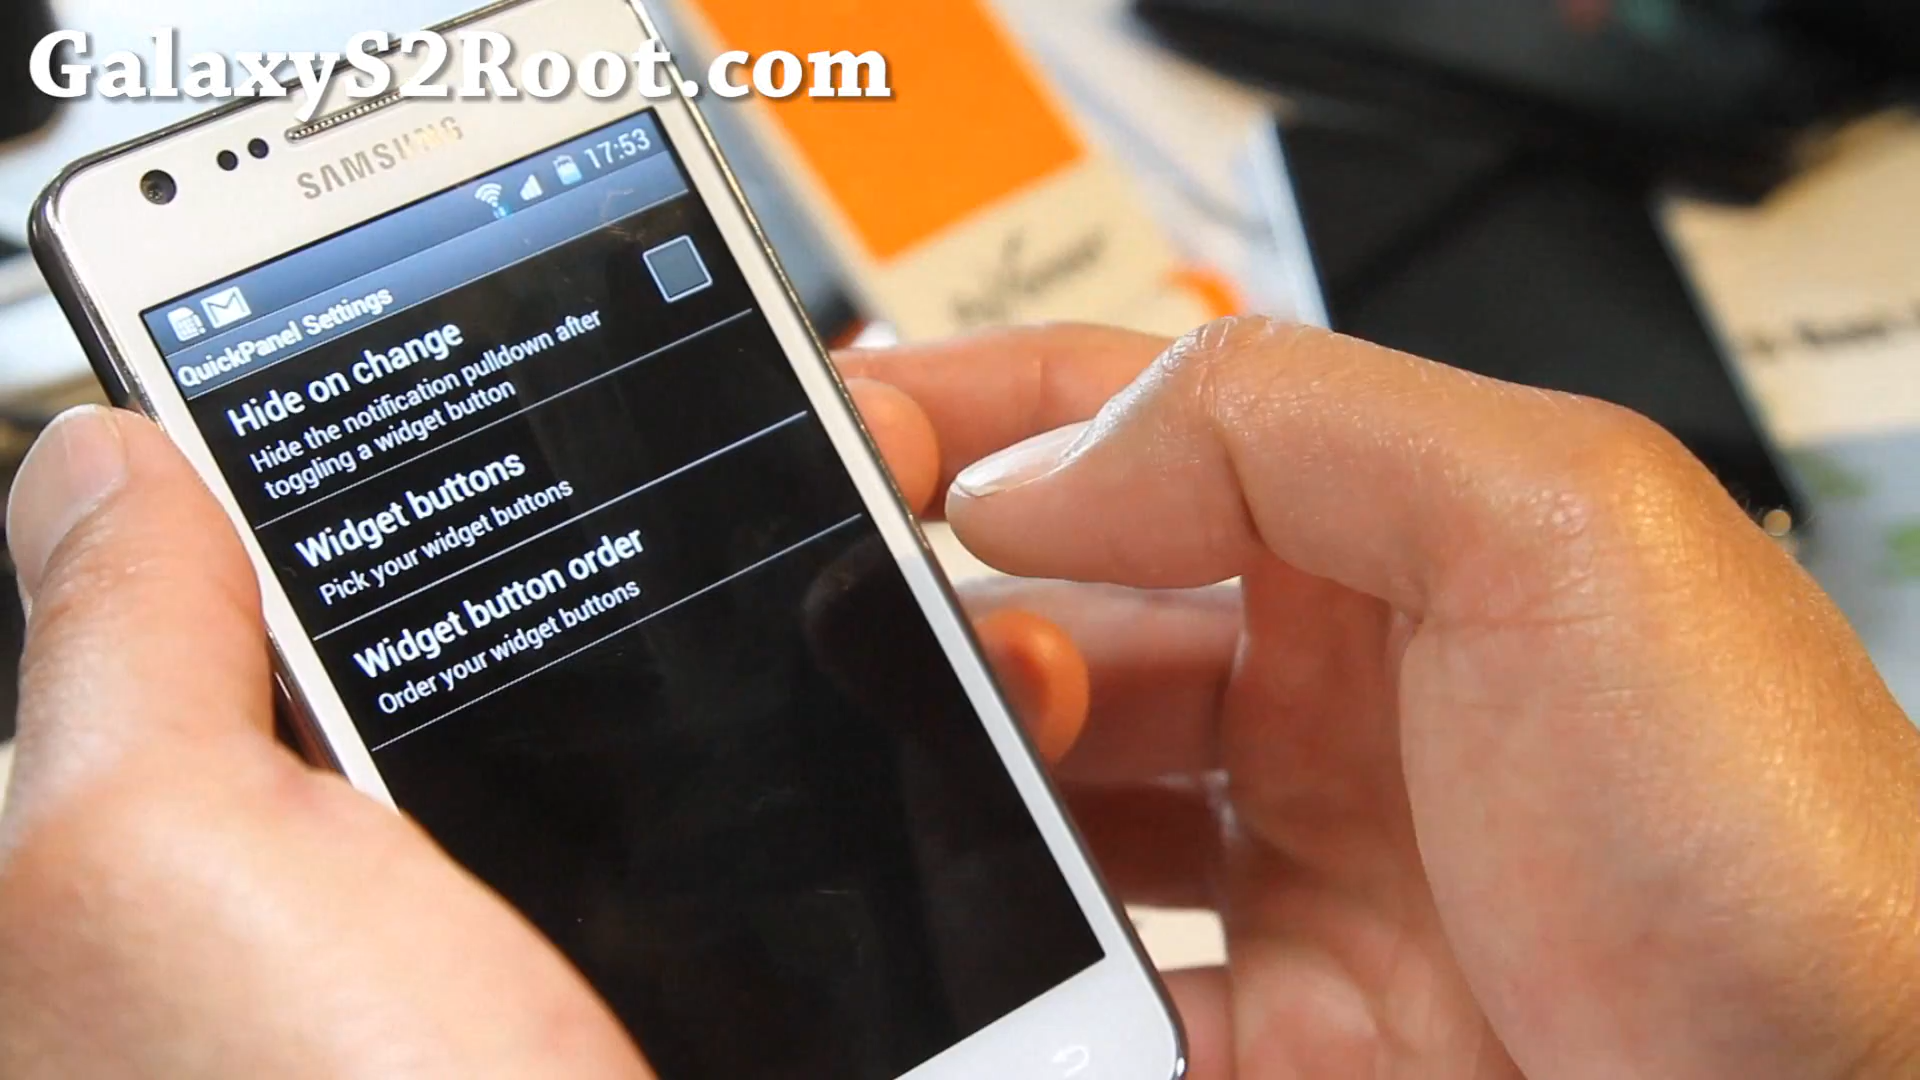 GalaxyS2Root.com
SAMSUNG
17:53
QuickPanel Settings
Hide on change
Hide the notification pulldown after
toggling a widget button
Widget buttons
Pick your widget buttons
Widget button order
Order your widget buttons